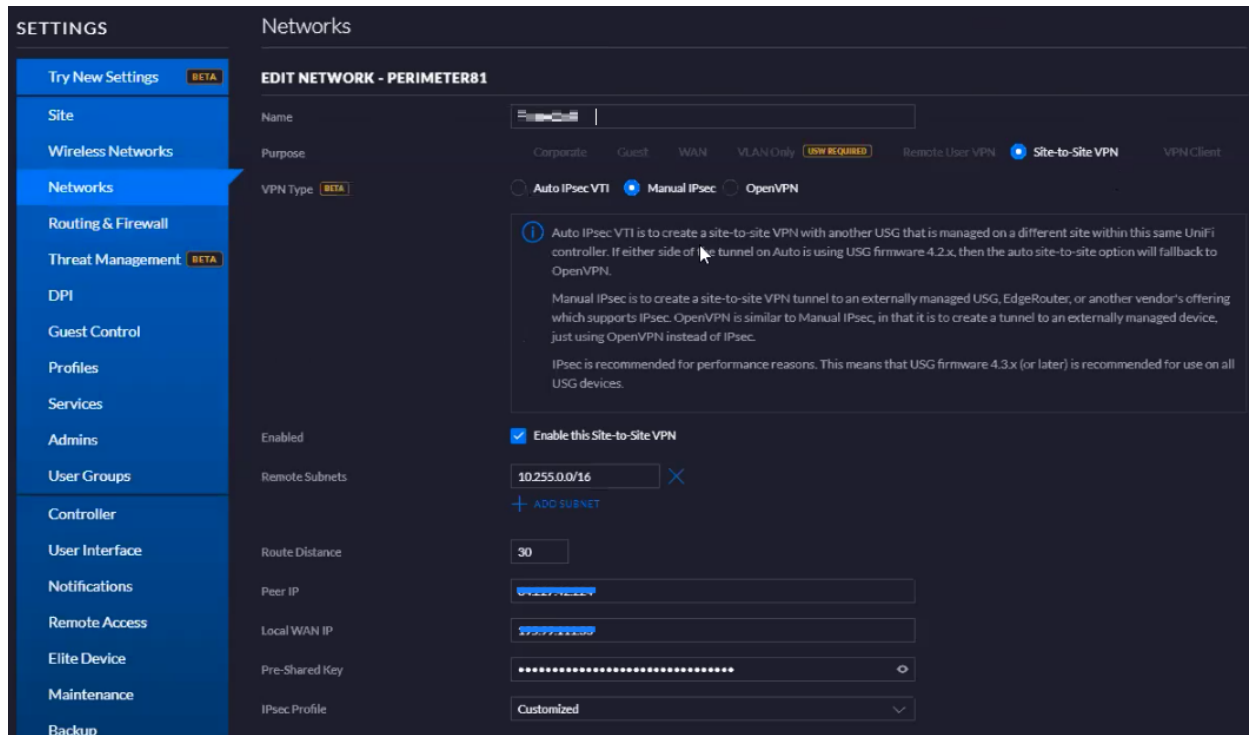 SETTINGS
Networks
Try New Settings BETA
EDIT NETWORK - PERIMETER81
Site
Name
Wireless Networks
Purpose
Corporate Guest WAN VLAN Only USW REQUIRED Remote User VPN Site-to-Site VPN VPN Client
Networks
VPN Type BETA
Auto IPsec VTI Manual IPsec OpenVPN
Routing & Firewall
Auto IPsec VTI is to create a site-to-site VPN with another USG that is managed on a different site within this same UniFi
controller. If either side of the tunnel on Auto is using USG firmware 4.2.x, then the auto site-to-site option will fallback to
OpenVPN.
Threat Management BETA
DPI
Manual IPsec is to create a site-to-site VPN tunnel to an externally managed USG, EdgeRouter, or another vendor's offering
which supports IPsec. OpenVPN is similar to Manual IPsec, in that it is to create a tunnel to an externally managed device,
just using OpenVPN instead of IPsec.
Guest Control
Profiles
IPsec is recommended for performance reasons. This means that USG firmware 4.3.x (or later) is recommended for use on all
USG devices.
Services
Admins
Enabled
Enable this Site-to-Site VPN
User Groups
Remote Subnets
10.255.0.0/16
ADD SUBNET
Controller
User Interface
Route Distance
30
Notifications
Peer IP
Remote Access
Local WAN IP
Elite Device
Pre-Shared Key
Maintenance
IPsec Profile
Customized
Backup